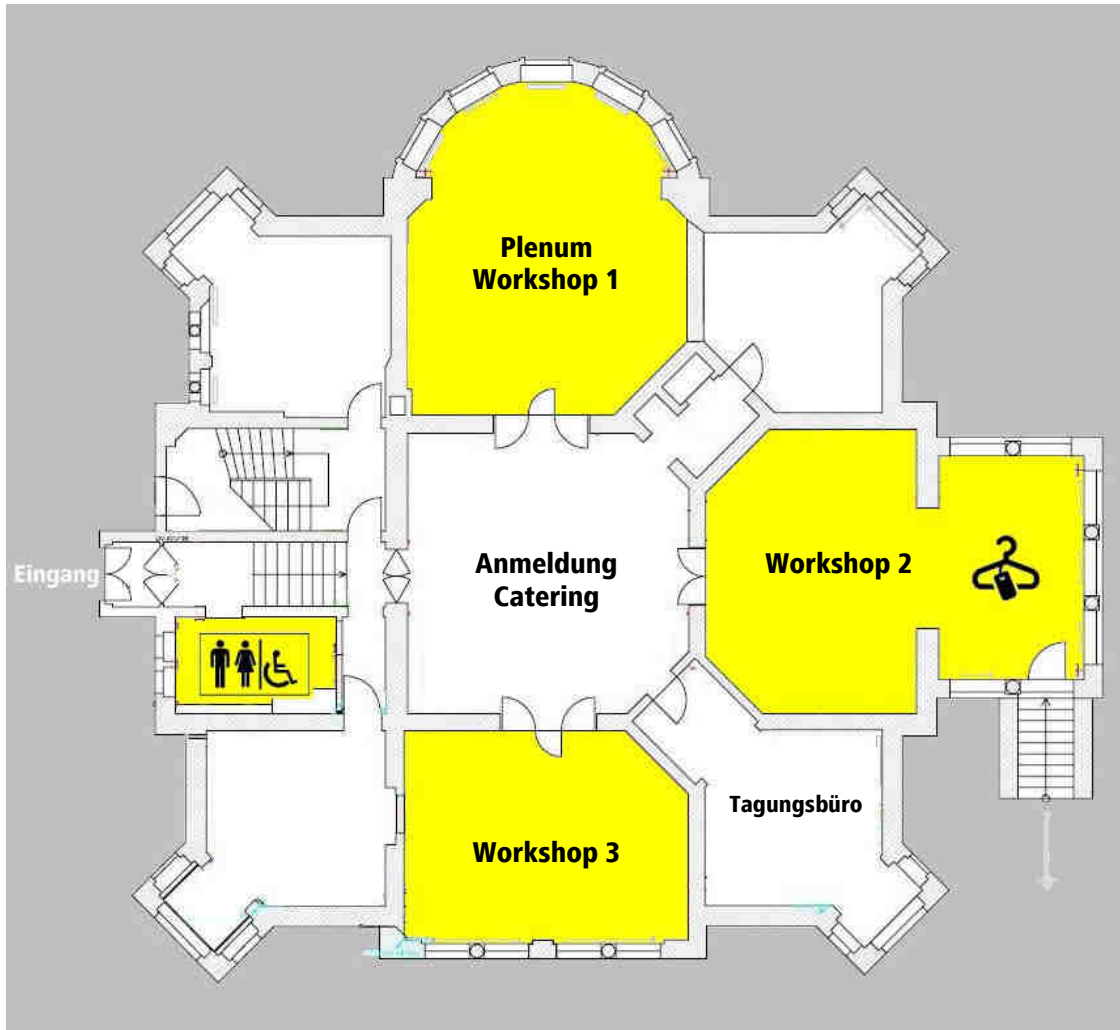 Plenum
Workshop 1
Eingang
Anmeldung
Catering
Workshop 2
Tagungsbüro
Workshop 3